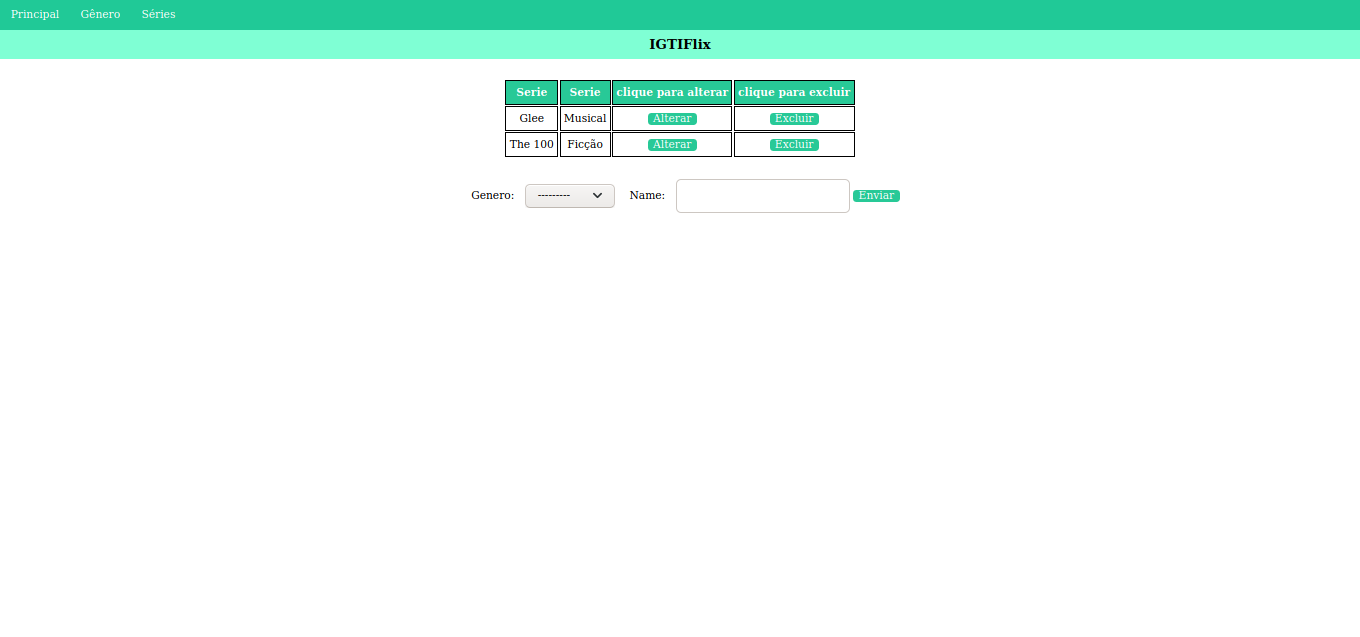 Principal Gênero Séries
IGTIFlix
Serie Serie clique para alterar clique para excluir
Glee Musical Alterar Excluir
The 100 Ficção Alterar Excluir
Genero: --------- Name: Enviar